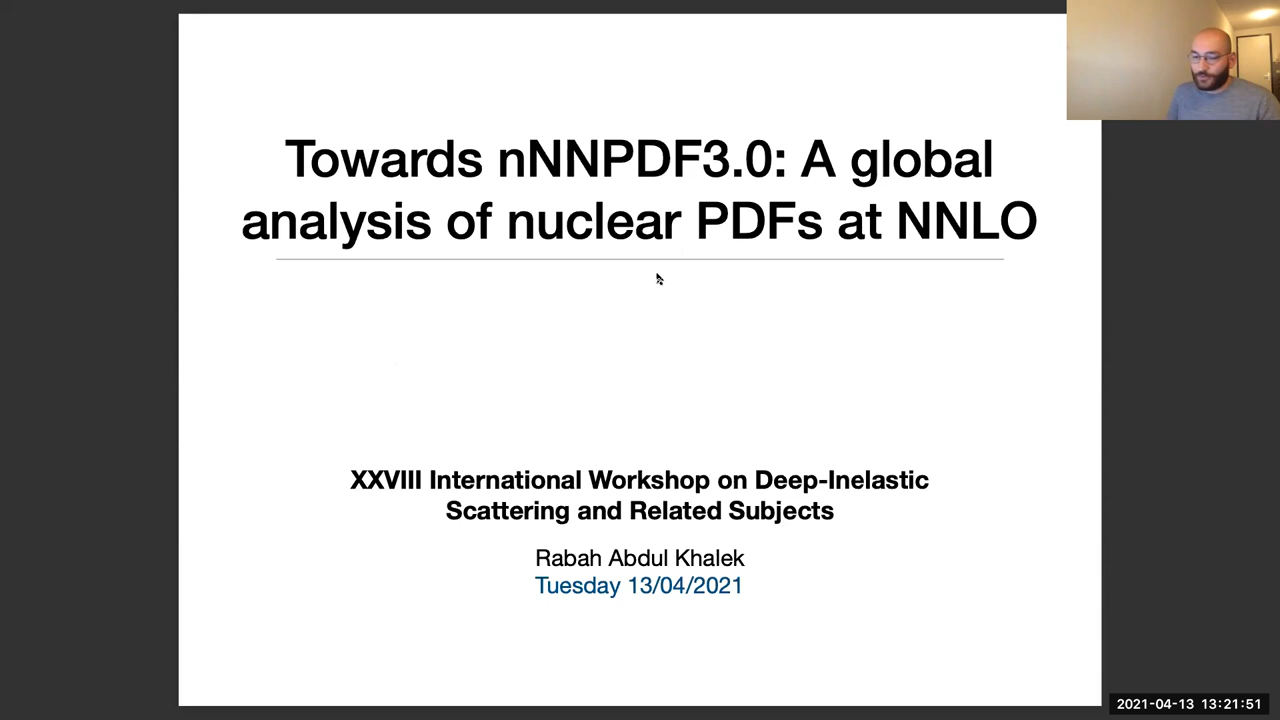 Towards nNNPDF3.0: A global
analysis of nuclear PDFs at NNLO
XXVIII International Workshop on Deep-Inelastic
Scattering and Related Subjects
Rabah Abdul Khalek
Tuesday 13/04/2021
2021-04-13 13:21:51